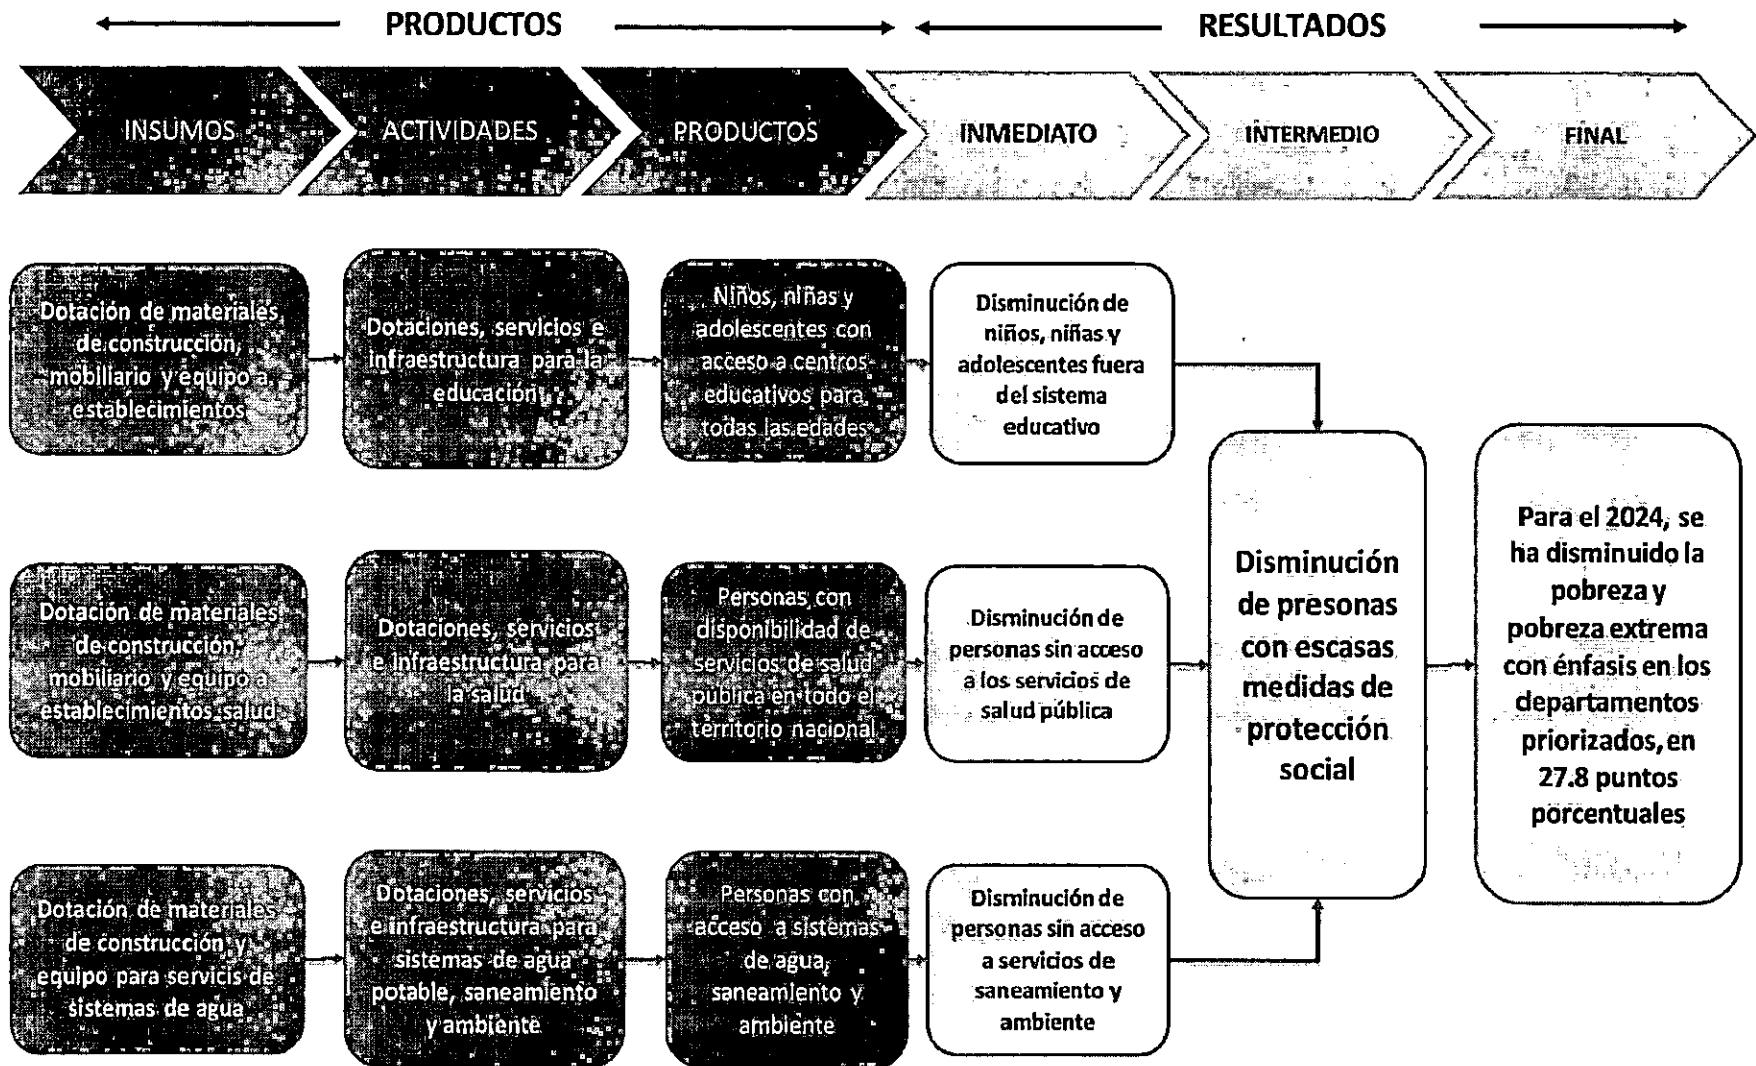 PRODUCTOS
RESULTADOS
INSUMOS
ACTIVIDADES
PRODUCTOS
INMEDIATO
INTERMEDIO
FINAL
Dotación de materiales
de construcción,
mobiliario y equipo a
establecimientos
Dotaciones, servicios e
infraestructura para la
educación
Niños, niñas y
adolescentes con
acceso a centros
educativos para
todas las edades
Disminución de
niños, niñas y
adolescentes fuera
del sistema
educativo
Dotación de materiales
de construcción,
mobiliario y equipo a
establecimientos salud
Dotaciones, servicios
e infraestructura para
la salud
Personas con
disponibilidad de
servicios de salud
pública en todo el
territorio nacional
Disminución de
personas sin acceso
a los servicios de
salud pública
Dotación de materiales
de construcción y
equipo para servicis de
sistemas de agua
Dotaciones, servicios
e infraestructura para
sistemas de agua
potable, saneamiento
y ambiente
Personas con
acceso a sistemas
de agua,
saneamiento y
ambiente
Disminución de
personas sin acceso
a servicios de
saneamiento y
ambiente
Disminución
de presonas
con escasas
medidas de
protección
social
Para el 2024, se
ha disminuido la
pobreza y
pobreza extrema
con énfasis en los
departamentos
priorizados, en
27.8 puntos
porcentuales